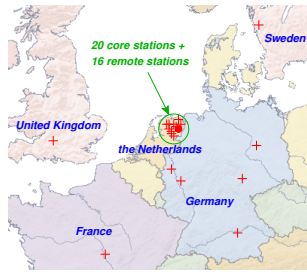 20 core stations +
16 remote stations
Sweden
United Kingdom
the Netherlands
Germany
France